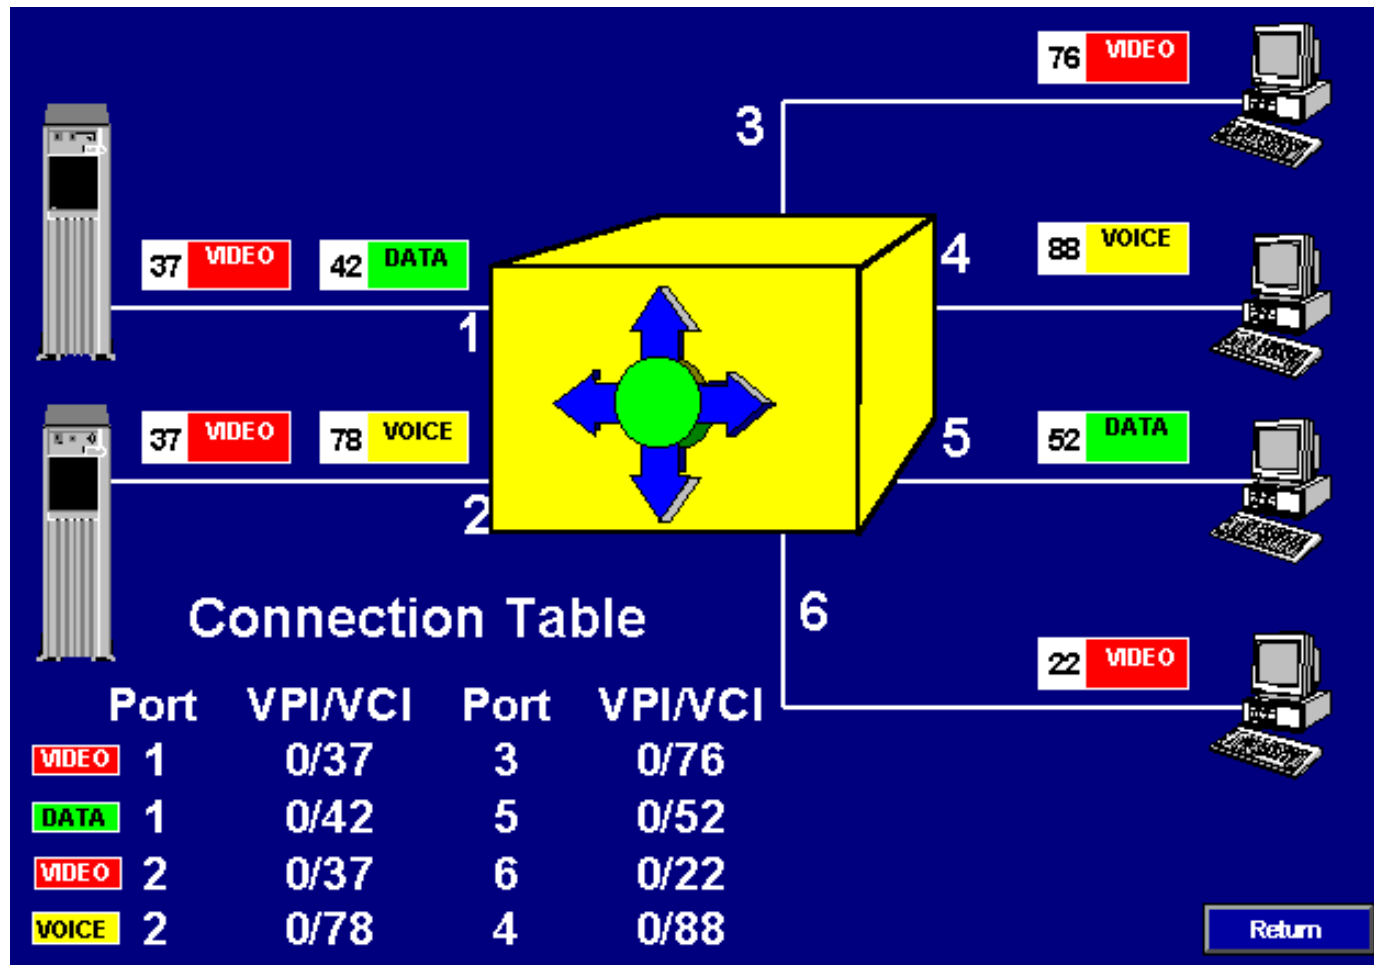 76 VIDEO
3
37 VIDEO 42 DATA
4
88 VOICE
1
37 VIDEO 78 VOICE
5
52 DATA
2
Connection Table
6
22 VIDEO
Port VPI/VCI Port VPI/VCI
VIDEO 1 0/37 3 0/76
DATA 1 0/42 5 0/52
VIDEO 2 0/37 6 0/22
VOICE 2 0/78 4 0/88
Return